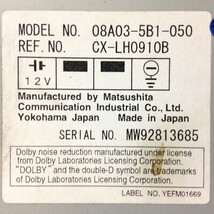 MODEL NO. 08A03-5B1-050
REF. NO. CX-LH0910B
12V
Manufactured by Matsushita
Communication Industrial Co., Ltd.
Yokohama Japan Made in Japan
SERIAL NO. MW92813685
Dolby noise reduction manufactured under license
from Dolby Laboratories Licensing Corporation.
"DOLBY" and the double-D symbol are trademarks
of Dolby Laboratories Licensing Corporation.
LABEL NO. YEFM01669